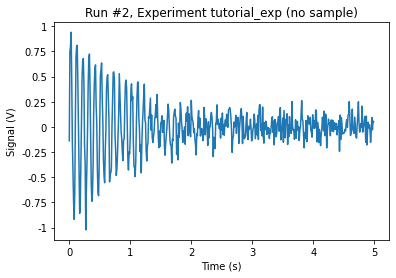 Run #2, Experiment tutorial_exp (no sample)
1
0.75
0.5
0.25
0
-0.25
-0.5
-0.75
-1
Signal (V)
0 1 2 3 4 5
Time (s)